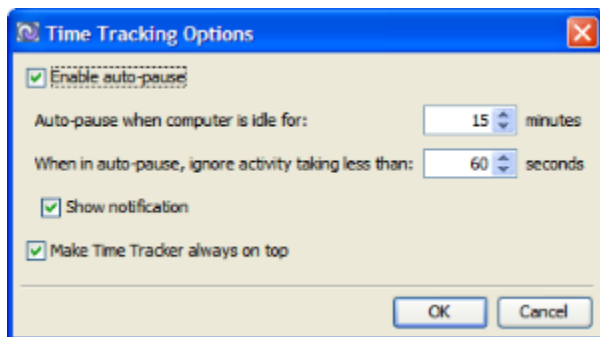 Time Tracking Options
Enable auto-pause
Auto-pause when computer is idle for: 15 minutes
When in auto-pause, ignore activity taking less than: 60 seconds
Show notification
Make Time Tracker always on top
OK Cancel